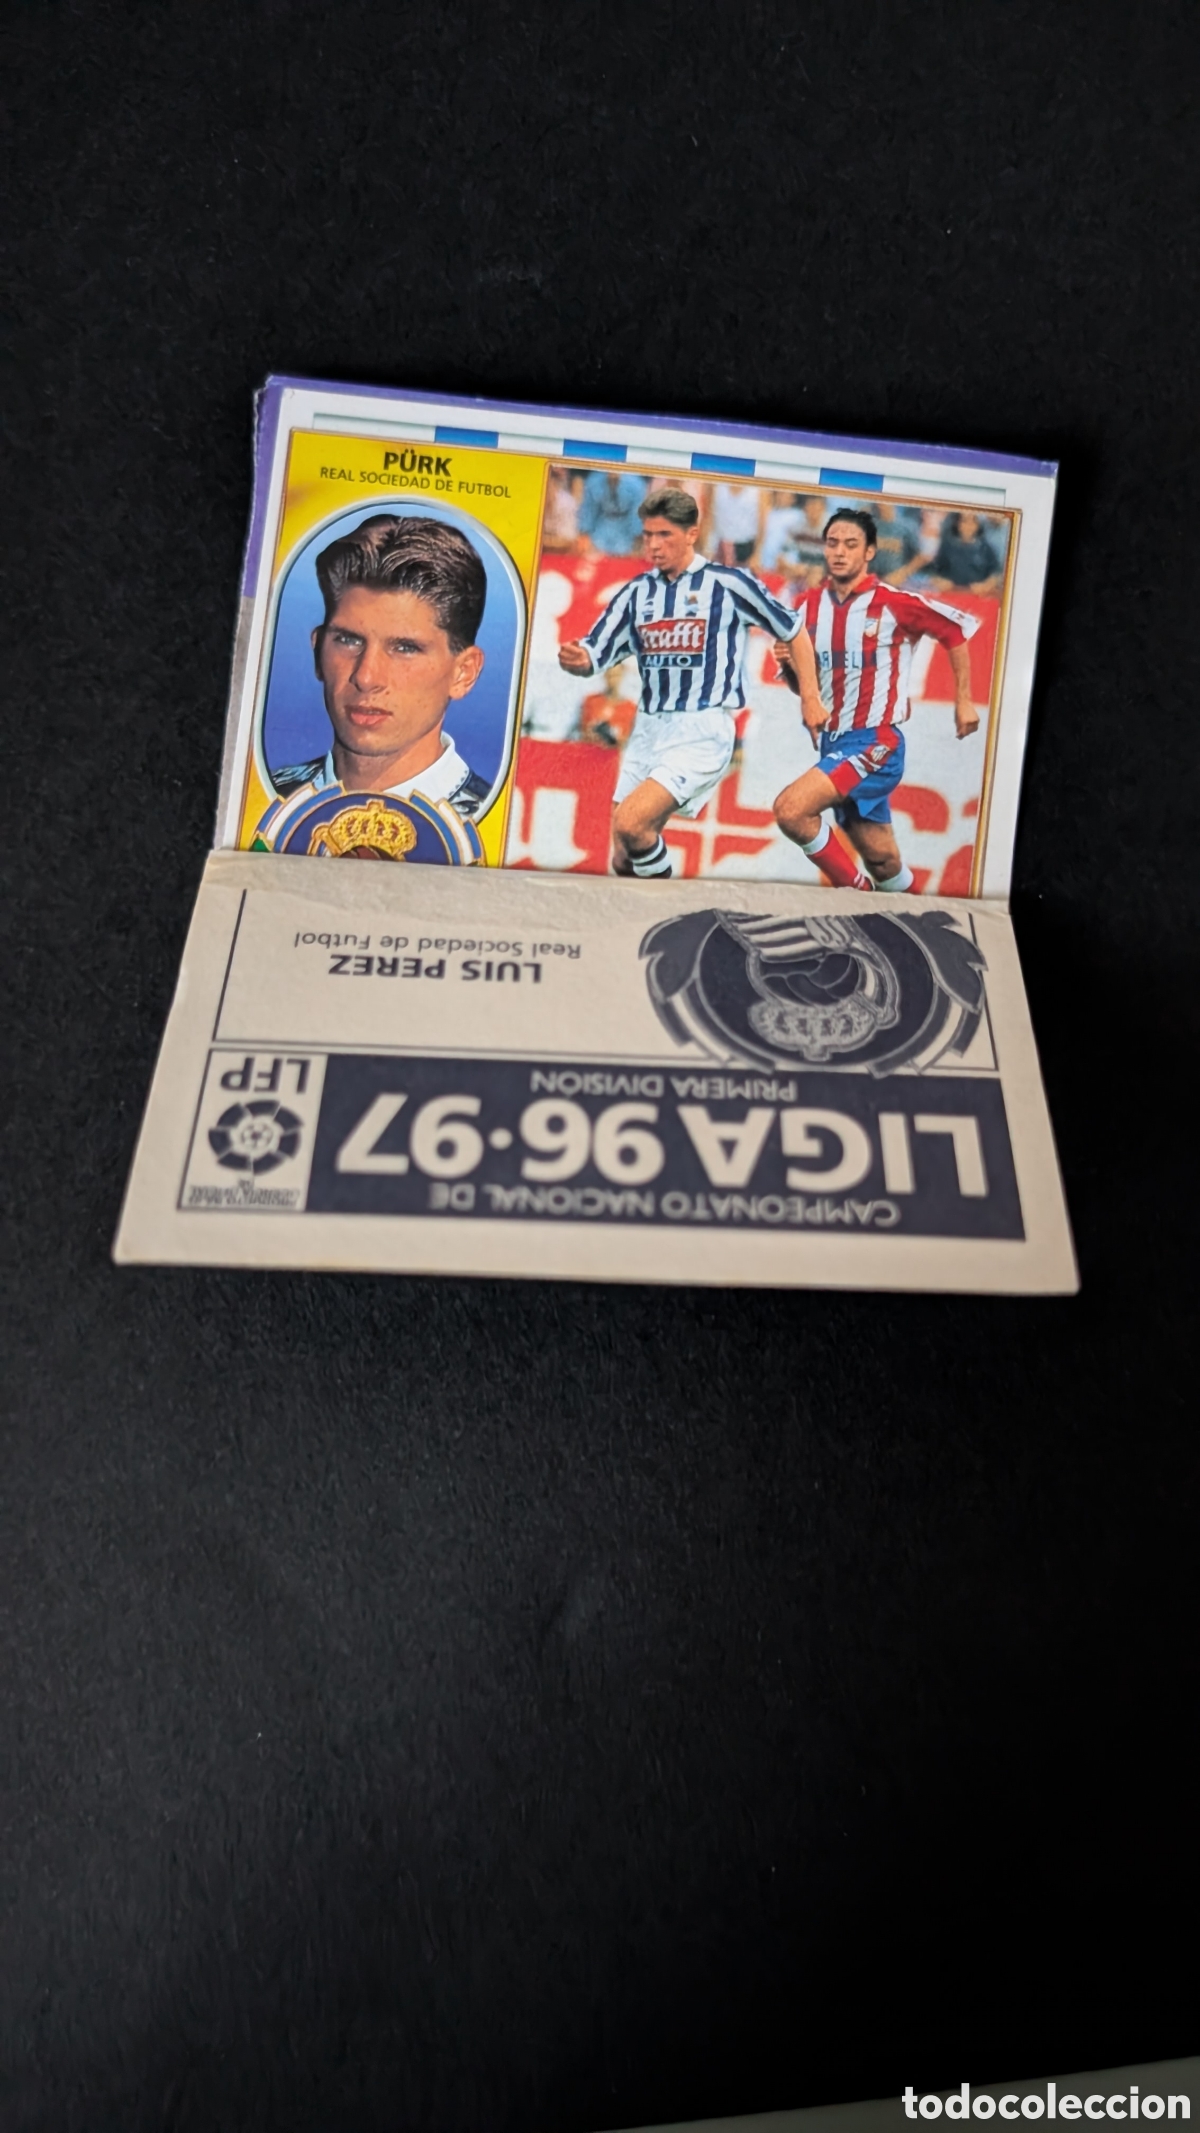 PÜRK
REAL SOCIEDAD DE FUTBOL
Krafft
AUTO
LUIS PEREZ
Real Sociedad de Futbol
CAMPEONATO NACIONAL DE
LIGA 96·97
PRIMERA DIVISIÓN
LFP
todocoleccion